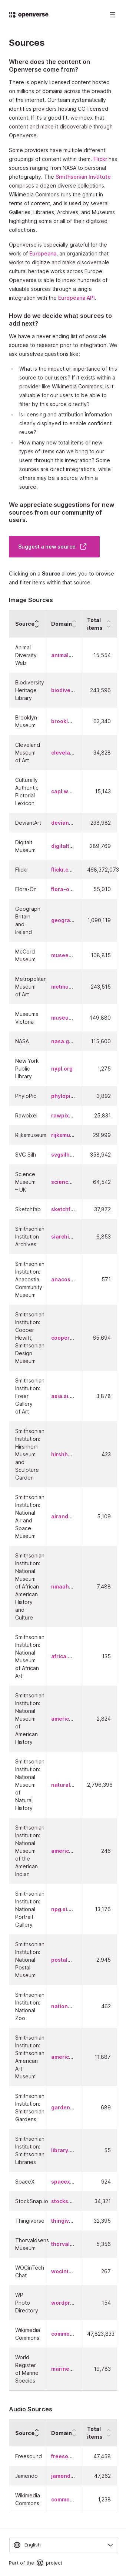 openverse
Sources
Where does the content on
Openverse come from?
There is openly licensed content hosted
on millions of domains across the breadth
of the internet. Our team systematically
identifies providers hosting CC-licensed
content. If it's a good fit, we index that
content and make it discoverable through
Openverse.
Some providers have multiple different
groupings of content within them. Flickr has
sources ranging from NASA to personal
photography. The Smithsonian Institute
comprises a dozen diverse collections.
Wikimedia Commons runs the gamut in
terms of content, and is used by several
Galleries, Libraries, Archives, and Museums
highlighting some or all of their digitized
collections.
Openverse is especially grateful for the
work of Europeana, an organization that
works to digitize and make discoverable
cultural heritage works across Europe.
Openverse is able to index hundreds of
valuable sources through a single
integration with the Europeana API.
How do we decide what sources to
add next?
We have a never ending list of possible
sources to research prior to integration. We
ask ourselves questions like:
What is the impact or importance of this
source to our users? If it exists within a
provider like Wikimedia Commons, is it
valuable for our users to be able to
filter by this source directly?
Is licensing and attribution information
clearly displayed to enable confident
reuse?
How many new total items or new
types of items can we bring to our
users through this integration? Some
sources are direct integrations, while
others may be a source within a
source.
We appreciate suggestions for new
sources from our community of
users.
Suggest a new source
Clicking on a Source allows you to browse
and filter items within that source.
Image Sources
Source Domain Total items
Animal Diversity Web animal... 15,554
Biodiversity Heritage Library biodive... 243,596
Brooklyn Museum brookl... 63,340
Cleveland Museum of Art clevela... 34,828
Culturally Authentic Pictorial Lexicon capl.w... 15,143
DeviantArt devian... 238,982
Digitalt Museum digitalt... 289,769
Flickr flickr.c... 468,372,073
Flora-On flora-o... 55,010
Geograph Britain and Ireland geogra... 1,090,119
McCord Museum musee... 108,815
Metropolitan Museum of Art metmu... 243,515
Museums Victoria museu... 149,880
NASA nasa.g... 115,600
New York Public Library nypl.org 1,275
PhyloPic phylopi... 3,892
Rawpixel rawpix... 25,831
Rijksmuseum rijksmu... 29,999
SVG Silh svgsilh... 358,942
Science Museum – UK scienc... 64,542
Sketchfab sketchf... 37,872
Smithsonian Institution Archives siarchi... 6,853
Smithsonian Institution: Anacostia Community Museum anacos... 571
Smithsonian Institution: Cooper Hewitt, Smithsonian Design Museum cooper... 65,694
Smithsonian Institution: Freer Gallery of Art asia.si.... 3,878
Smithsonian Institution: Hirshhorn Museum and Sculpture Garden hirshh... 423
Smithsonian Institution: National Air and Space Museum airand... 5,109
Smithsonian Institution: National Museum of African American History and Culture nmaah... 7,488
Smithsonian Institution: National Museum of African Art africa.... 135
Smithsonian Institution: National Museum of American History americ... 2,824
Smithsonian Institution: National Museum of Natural History natural... 2,796,396
Smithsonian Institution: National Museum of the American Indian americ... 246
Smithsonian Institution: National Portrait Gallery npg.si.... 13,176
Smithsonian Institution: National Postal Museum postal... 2,945
Smithsonian Institution: National Zoo nation... 462
Smithsonian Institution: Smithsonian American Art Museum americ... 11,887
Smithsonian Institution: Smithsonian Gardens garden... 689
Smithsonian Institution: Smithsonian Libraries library.... 55
SpaceX spacex... 924
StockSnap.io stocks... 34,321
Thingiverse thingiv... 32,395
Thorvaldsens Museum thorval... 5,356
WOCinTech Chat wocint... 267
WP Photo Directory wordpr... 154
Wikimedia Commons commo... 47,823,833
World Register of Marine Species marine... 19,783
Audio Sources
Source Domain Total items
Freesound freeso... 47,458
Jamendo jamend... 47,262
Wikimedia Commons commo... 1,238
English
Part of the project